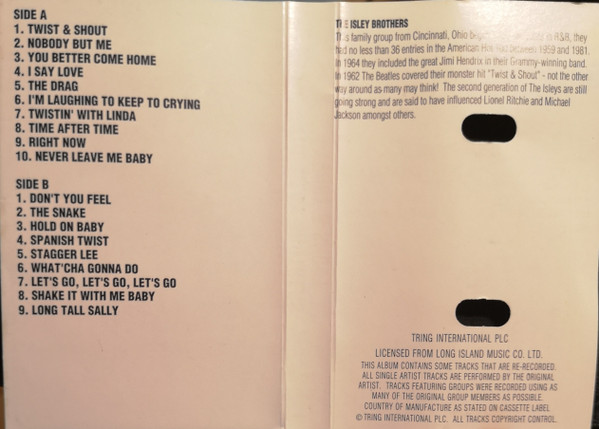 SIDE A
1. TWIST & SHOUT
2. NOBODY BUT ME
3. YOU BETTER COME HOME
4. I SAY LOVE
5. THE DRAG
6. I'M LAUGHING TO KEEP TO CRYING
7. TWISTIN' WITH LINDA
8. TIME AFTER TIME
9. RIGHT NOW
10. NEVER LEAVE ME BABY
SIDE B
1. DON'T YOU FEEL
2. THE SNAKE
3. HOLD ON BABY
4. SPANISH TWIST
5. STAGGER LEE
6. WHAT'CHA GONNA DO
7. LET'S GO, LET'S GO, LET'S GO
8. SHAKE IT WITH ME BABY
9. LONG TALL SALLY
THE ISLEY BROTHERS
This family group from Cincinnati, Ohio R&B, they
had no less than 36 entries in the American between 1959 and 1981.
In 1964 they included the great Jimi Hendrix in their Grammy-winning band.
In 1962 The Beatles covered their monster hit "Twist & Shout" - not the other
way around as many may think! The second generation of The Isleys are still
going strong and are said to have influenced Lionel Ritchie and Michael
Jackson amongst others.
TRING INTERNATIONAL PLC
LICENSED FROM LONG ISLAND MUSIC CO. LTD.
THIS ALBUM CONTAINS SOME TRACKS THAT ARE RE-RECORDED.
ALL SINGLE ARTIST TRACKS ARE PERFORMED BY THE ORIGINAL
ARTIST. TRACKS FEATURING GROUPS WERE RECORDED USING AS
MANY OF THE ORIGINAL GROUP MEMBERS AS POSSIBLE.
COUNTRY OF MANUFACTURE AS STATED ON CASSETTE LABEL
© TRING INTERNATIONAL PLC. ALL TRACKS COPYRIGHT CONTROL.